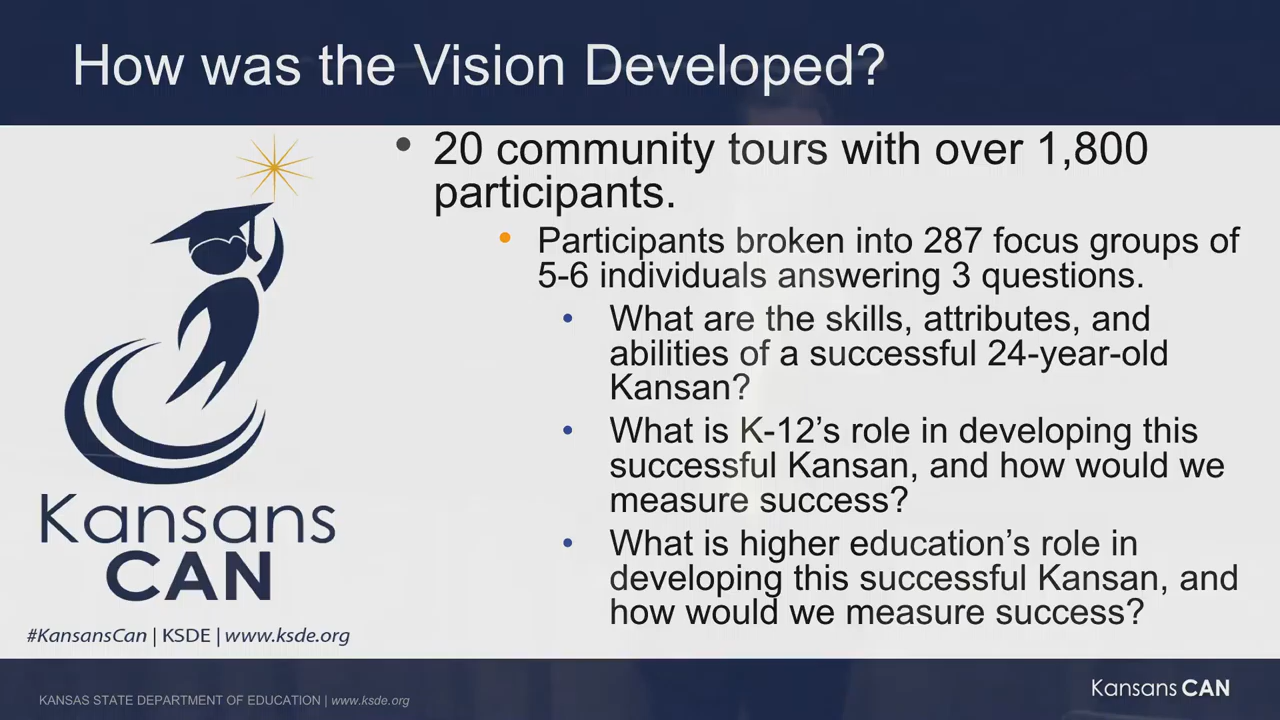 How was the Vision Developed?
• 20 community tours with over 1,800
participants.
• Participants broken into 287 focus groups of
5-6 individuals answering 3 questions.
• What are the skills, attributes, and
abilities of a successful 24-year-old
Kansan?
• What is K-12’s role in developing this
successful Kansan, and how would we
measure success?
• What is higher education’s role in
developing this successful Kansan, and
how would we measure success?
Kansans
CAN
#KansansCan | KSDE | www.ksde.org
KANSAS STATE DEPARTMENT OF EDUCATION | www.ksde.org
Kansans CAN